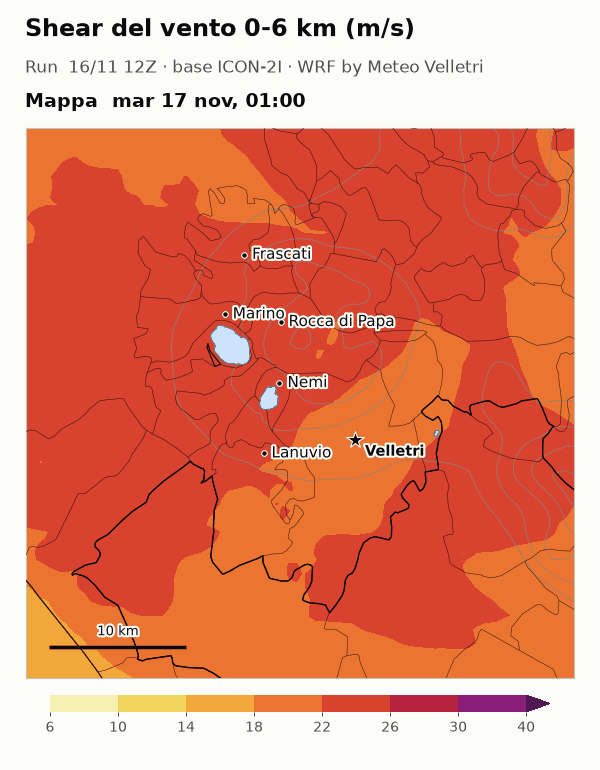 Shear del vento 0-6 km (m/s)
Run  16/11 12Z · base ICON-2I · WRF by Meteo Velletri
Mappa  mar 17 nov, 01:00
Frascati
Marino
Rocca di Papa
Nemi
Velletri
Lanuvio
10 km
6 10 14 18 22 26 30 40